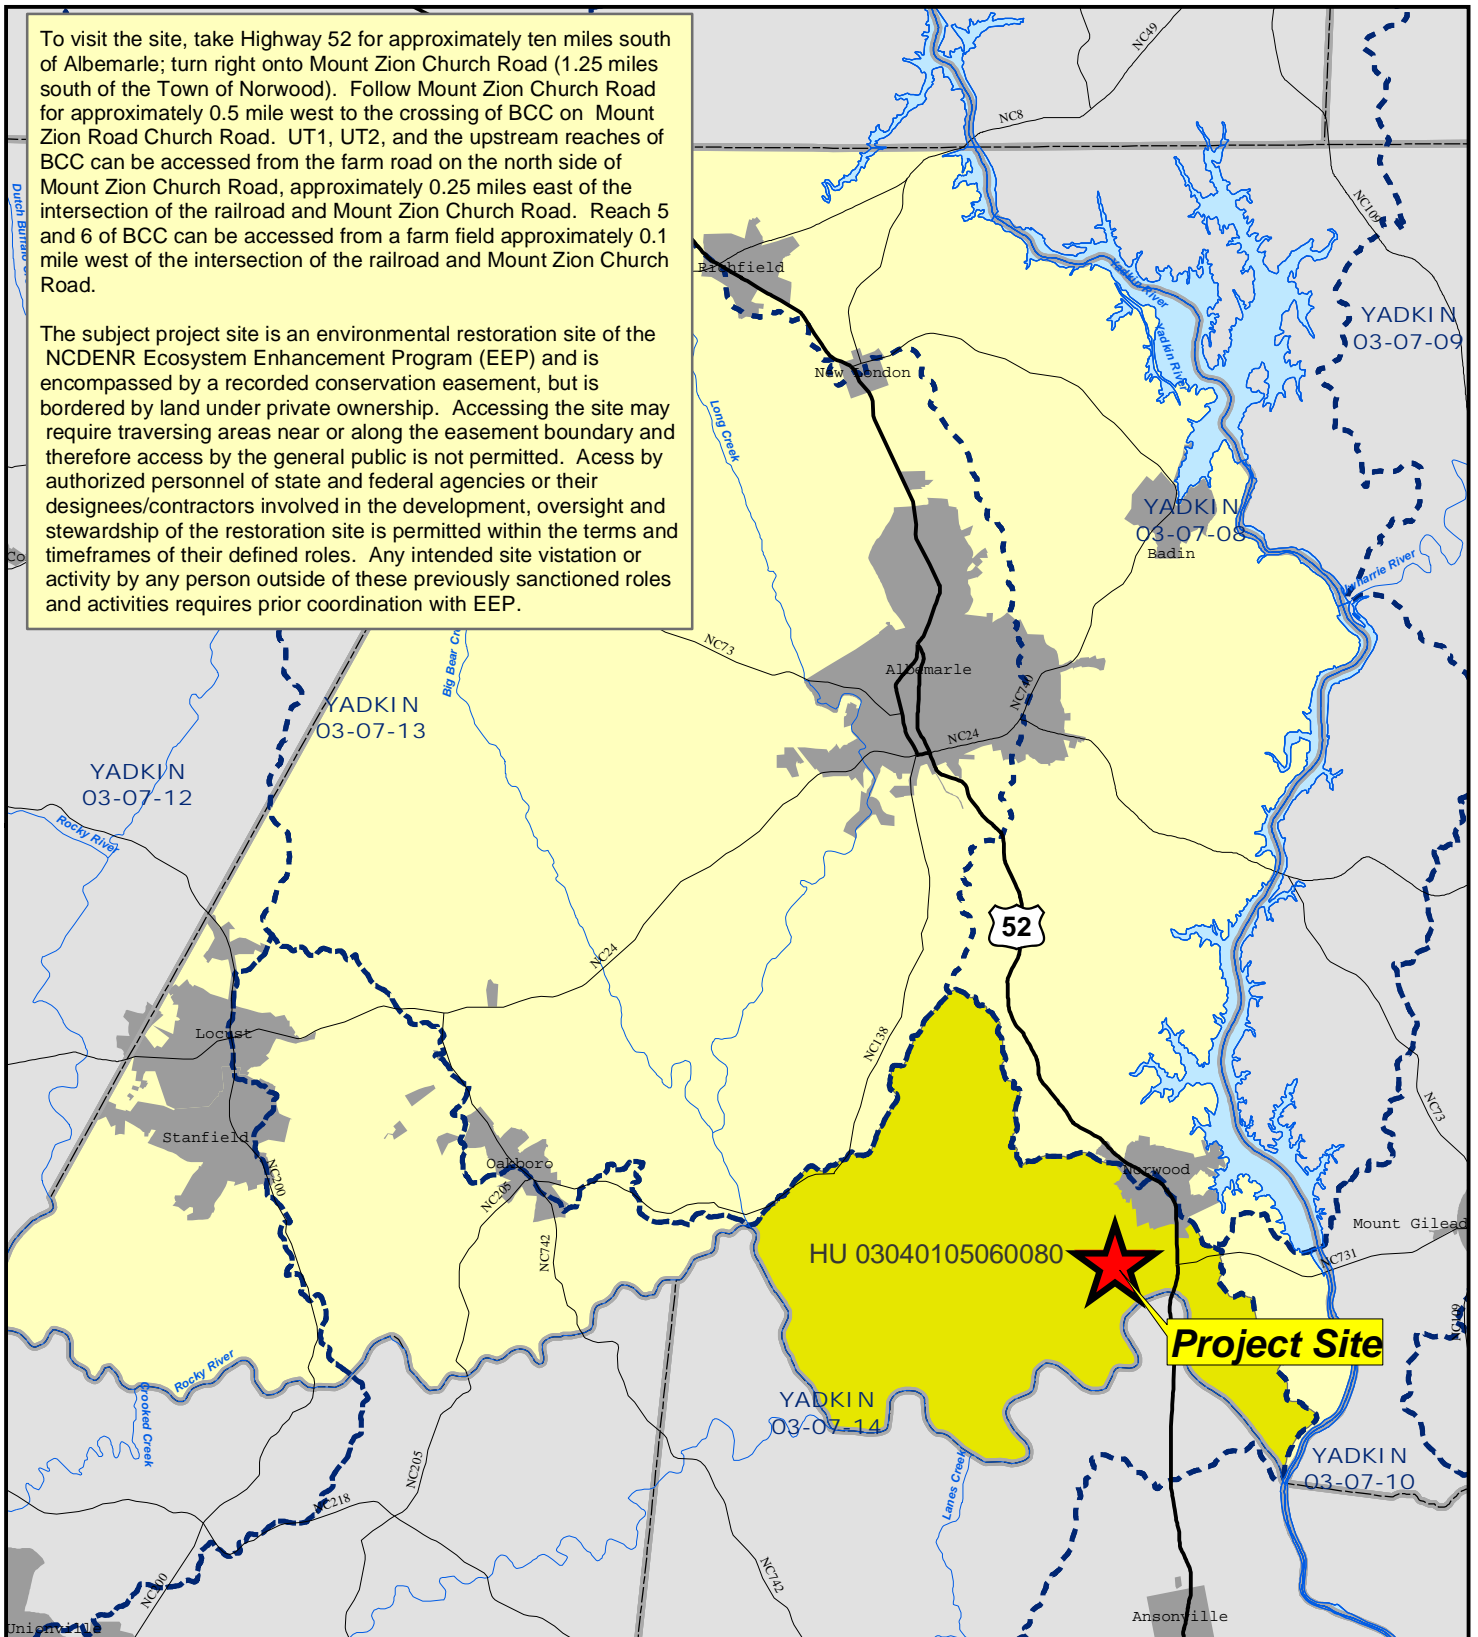 To visit the site, take Highway 52 for approximately ten miles south
of Albemarle; turn right onto Mount Zion Church Road (1.25 miles
south of the Town of Norwood).  Follow Mount Zion Church Road
for approximately 0.5 mile west to the crossing of BCC on  Mount
Zion Road Church Road.  UT1, UT2, and the upstream reaches of
BCC can be accessed from the farm road on the north side of
Mount Zion Church Road, approximately 0.25 miles east of the
intersection of the railroad and Mount Zion Church Road.  Reach 5
and 6 of BCC can be accessed from a farm field approximately 0.1
mile west of the intersection of the railroad and Mount Zion Church
Road.
The subject project site is an environmental restoration site of the
NCDENR Ecosystem Enhancement Program (EEP) and is
encompassed by a recorded conservation easement, but is
bordered by land under private ownership.  Accessing the site may
require traversing areas near or along the easement boundary and
therefore access by the general public is not permitted.  Acess by
authorized personnel of state and federal agencies or their
designees/contractors involved in the development, oversight and
stewardship of the restoration site is permitted within the terms and
timeframes of their defined roles.  Any intended site vistation or
activity by any person outside of these previously sanctioned roles
and activities requires prior coordination with EEP.
NC49
NC8
NC109
Richfield
Yadkin River
Yadkin River
YADKIN
03-07-09
New London
Long Creek
YADKIN
03-07-08
Badin
River
NC73
Albemarle
Big Bear
NC740
NC24
YADKIN
03-07-13
YADKIN
03-07-12
Rocky River
52
NC24
Locust
NC138
NC73
Stanfield
NC200
Oakboro
NC205
NC742
Norwood
Mount Gilead
NC731
HU 03040105060080
Project Site
NC109
Rocky River
Crooked Creek
YADKIN
03-07-14
Lanes Creek
YADKIN
03-07-10
NC205
NC218
NC200
NC742
Unionville
Ansonville